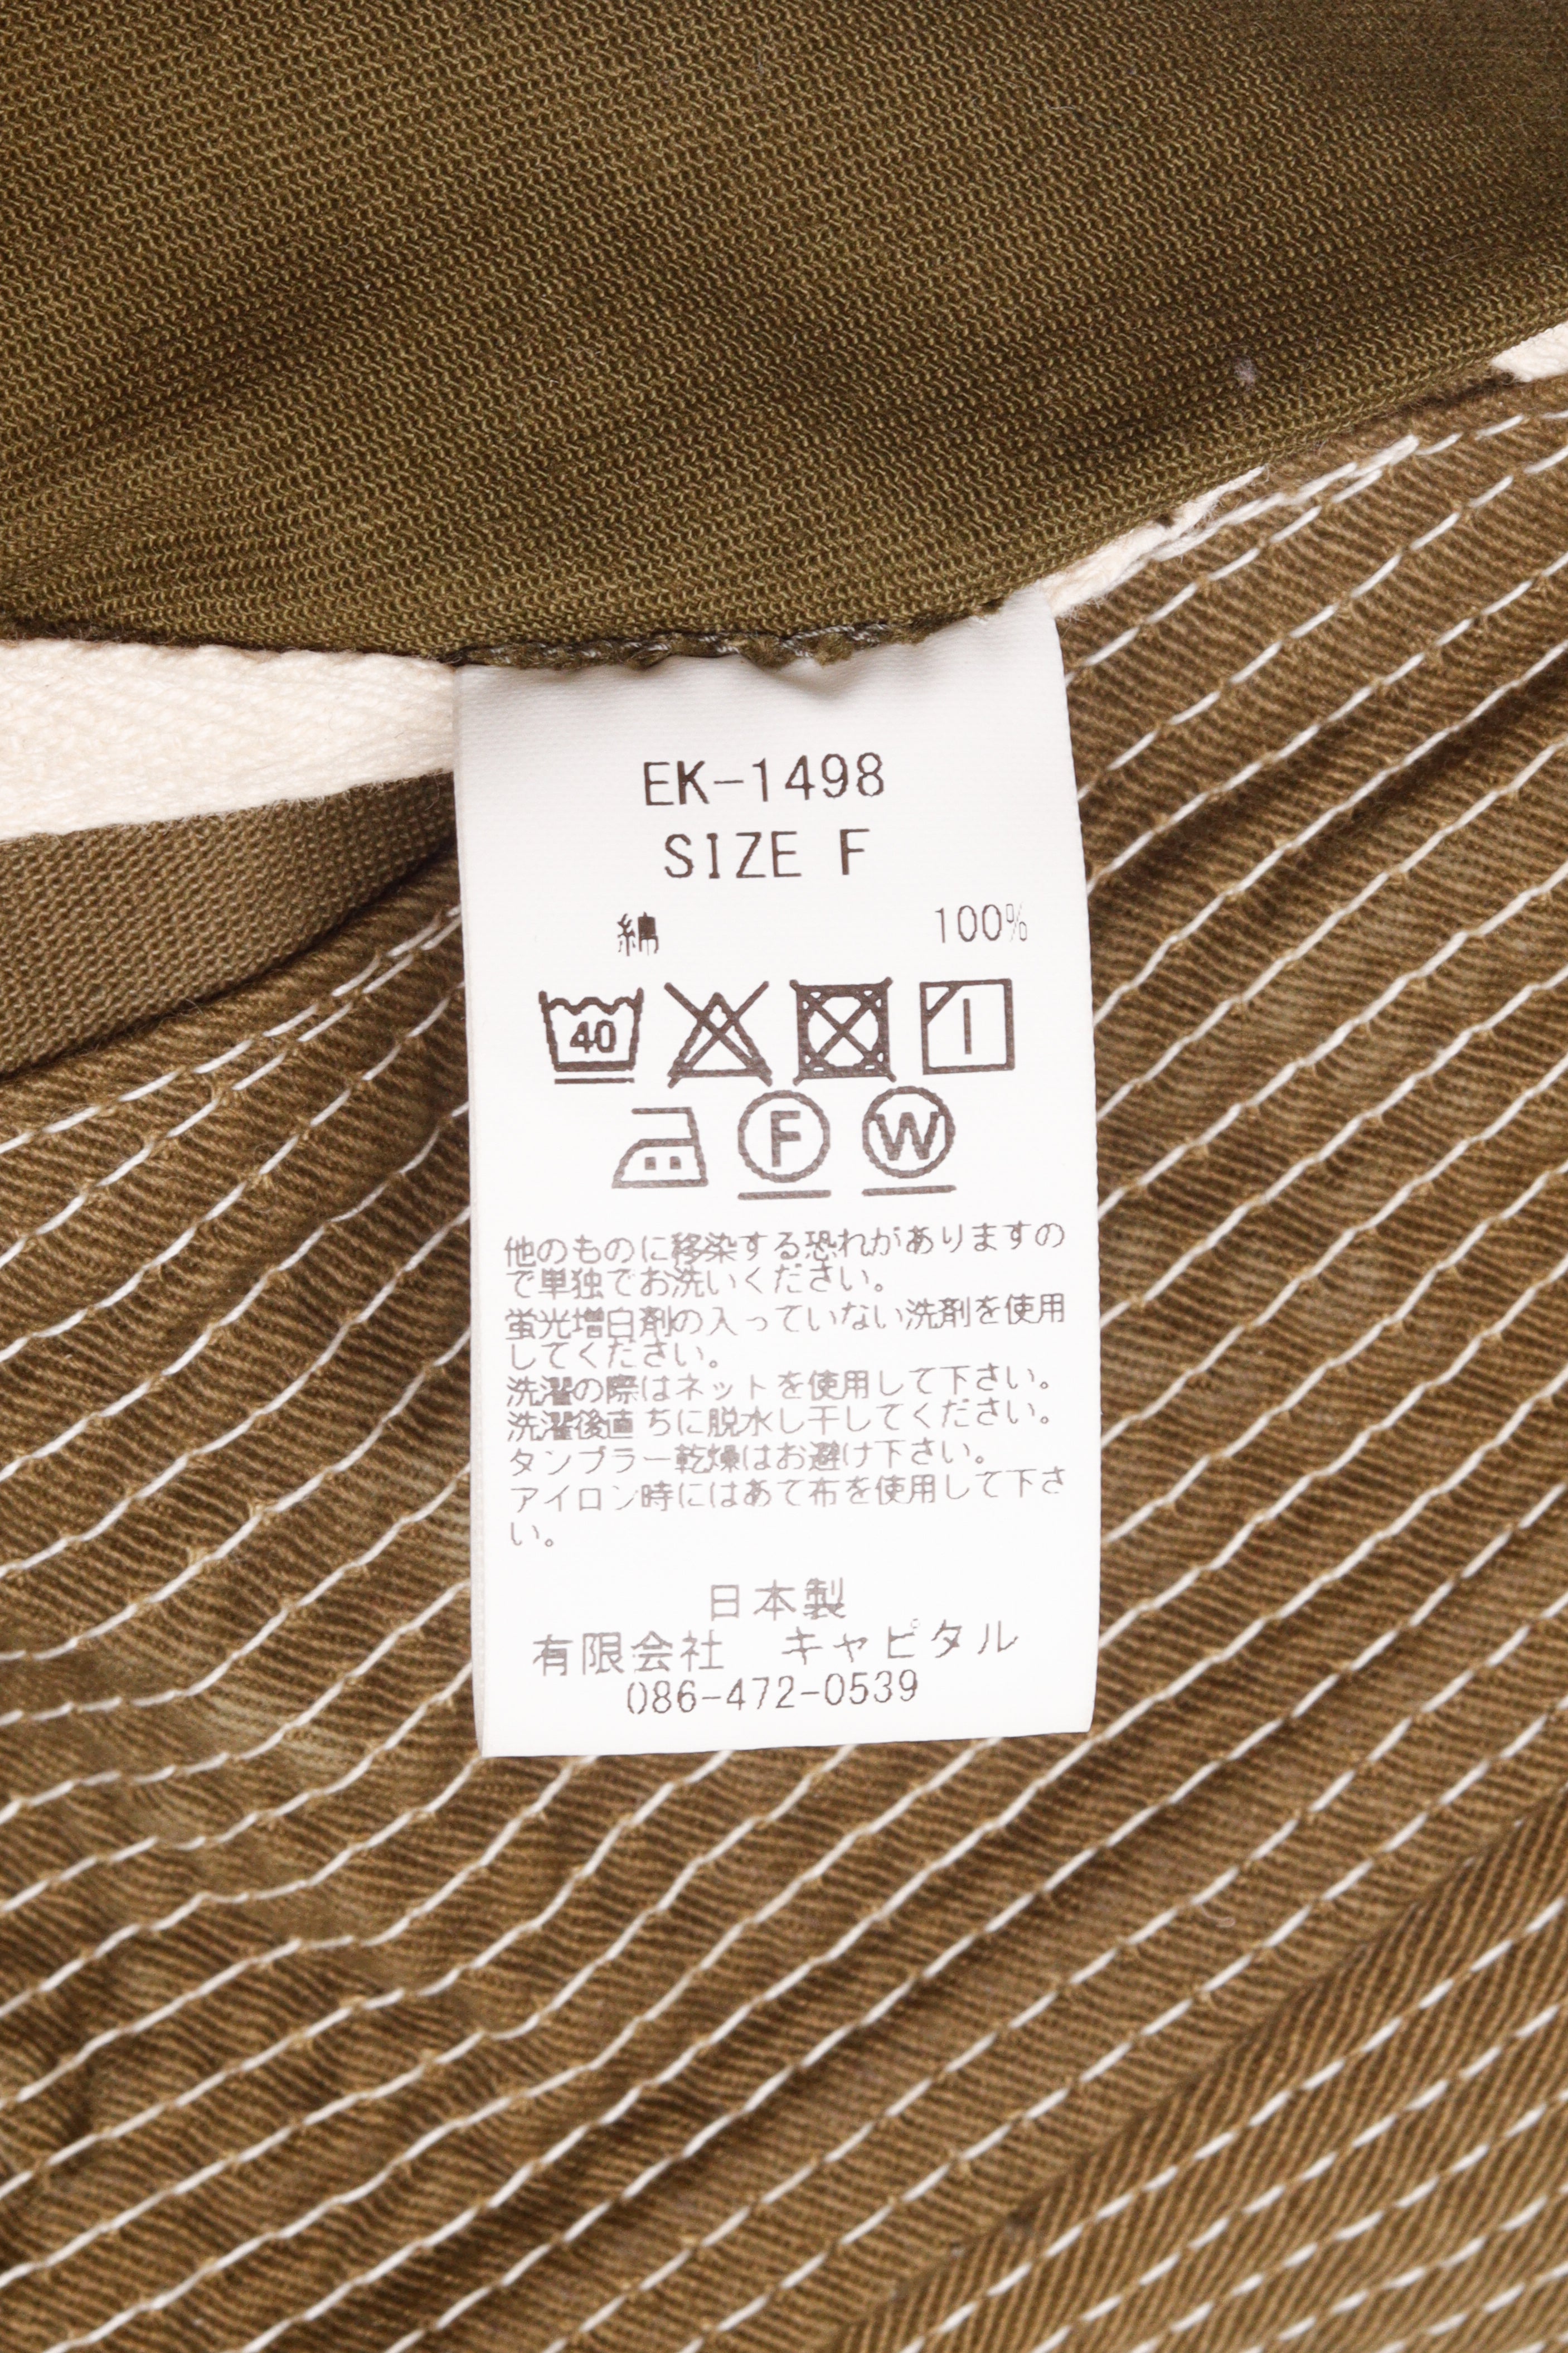 EK-1498
SIZE F
綿 100%
40
F W
他のものに移染する恐れがありますの
で単独でお洗いください。
蛍光増白剤の入っていない洗剤を使用
してください。
洗濯の際はネットを使用して下さい。
洗濯後直ちに脱水し干してください。
タンブラー乾燥はお避け下さい。
アイロン時にはあて布を使用して下さ
い。
日本製
有限会社 キャピタル
086-472-0539